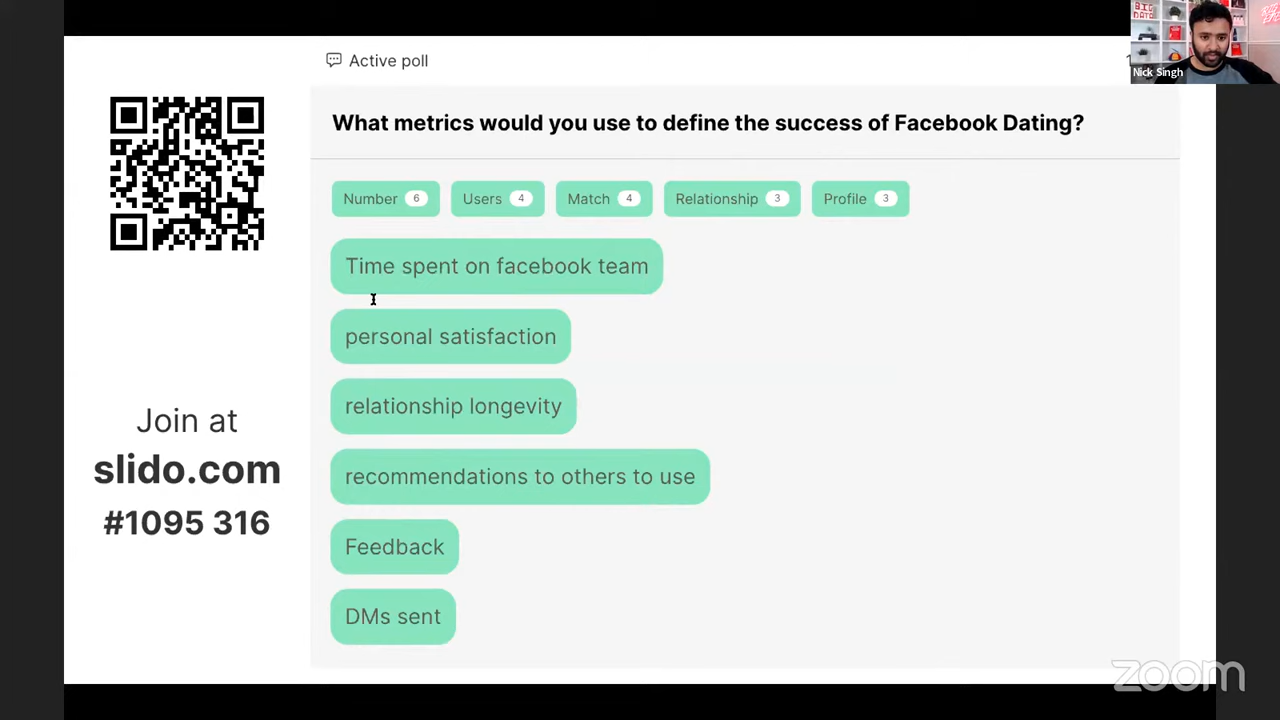 Active poll
Nick Singh
What metrics would you use to define the success of Facebook Dating?
Number 6
Users 4
Match 4
Relationship 3
Profile 3
Time spent on facebook team
personal satisfaction
relationship longevity
recommendations to others to use
Feedback
DMs sent
Join at
slido.com
#1095 316
zoom